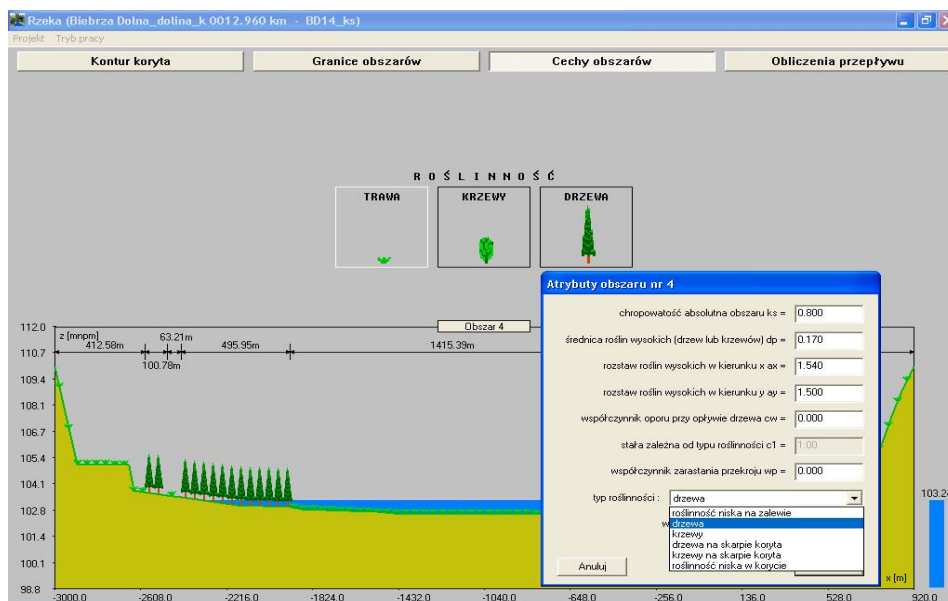 Rzeka (Biebrza Dolna_dolina_k 0012.960 km - BD14_ks)
Projekt Tryb pracy
Kontur koryta
Granice obszarów
Cechy obszarów
Obliczenia przepływu
ROŚLINNOŚĆ
TRAWA
KRZEWY
DRZEWA
Atrybuty obszaru nr 4
chropowatość absolutna obszaru ks = 0.800
średnica roślin wysokich (drzew lub krzewów) dp = 0.170
rozstaw roślin wysokich w kierunku x ax = 1.540
rozstaw roślin wysokich w kierunku y ay = 1.500
współczynnik oporu przy opływie drzewa cw = 0.000
stała zależna od typu roślinności c1 = 1.00
współczynnik zarastania przekroju wp = 0.000
typ roślinności : drzewa
roślinność niska na zalewie
drzewa
krzewy
drzewa na skarpie koryta
krzewy na skarpie koryta
roślinność niska w korycie
w
Anuluj
Obszar 4
z [mnpm]
412.58m
63.21m
100.78m
495.95m
1415.39m
112.0
110.7
109.4
108.1
106.7
105.4
104.1
102.8
101.4
100.1
98.8
103.24
x [m]
-3000.0 -2608.0 -2216.0 -1824.0 -1432.0 -1040.0 -648.0 -256.0 136.0 528.0 920.0